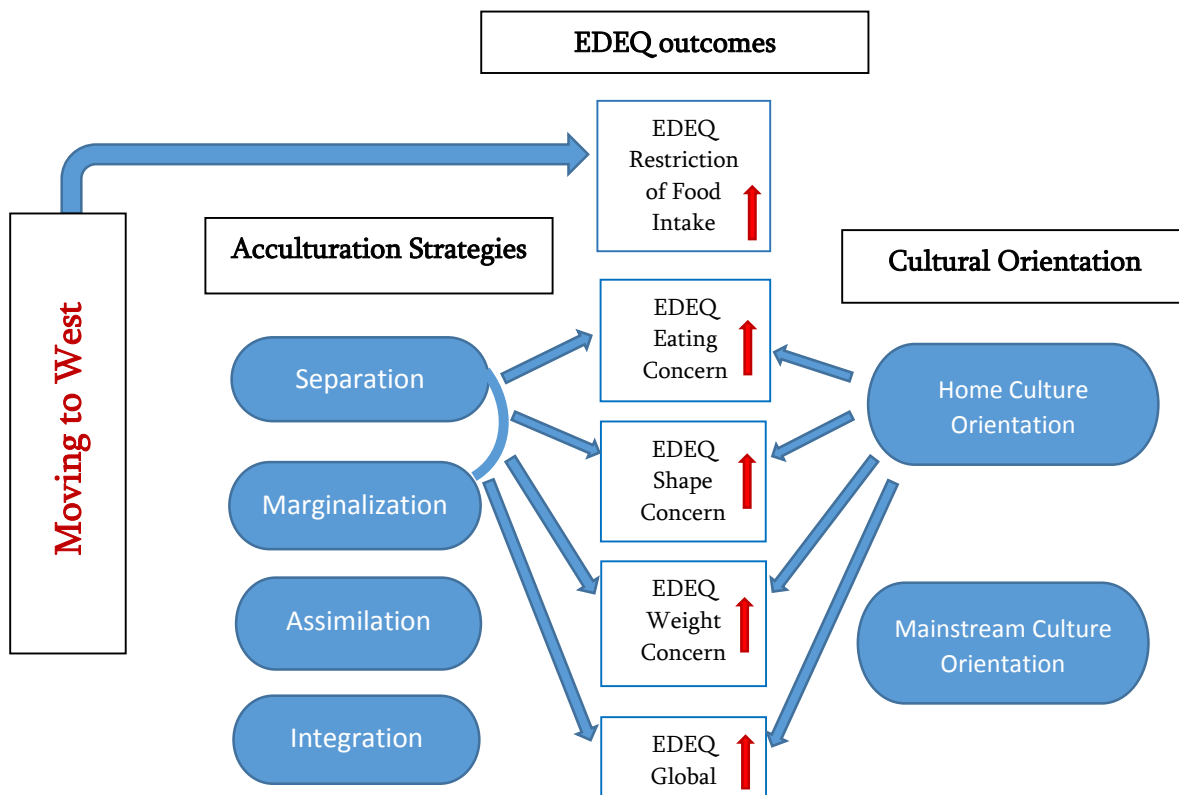 EDEQ outcomes
EDEQ
Restriction
of Food
Intake
Moving to West
Acculturation Strategies
Cultural Orientation
Separation
Marginalization
Assimilation
Integration
EDEQ
Eating
Concern
EDEQ
Shape
Concern
EDEQ
Weight
Concern
EDEQ
Global
Home Culture
Orientation
Mainstream Culture
Orientation